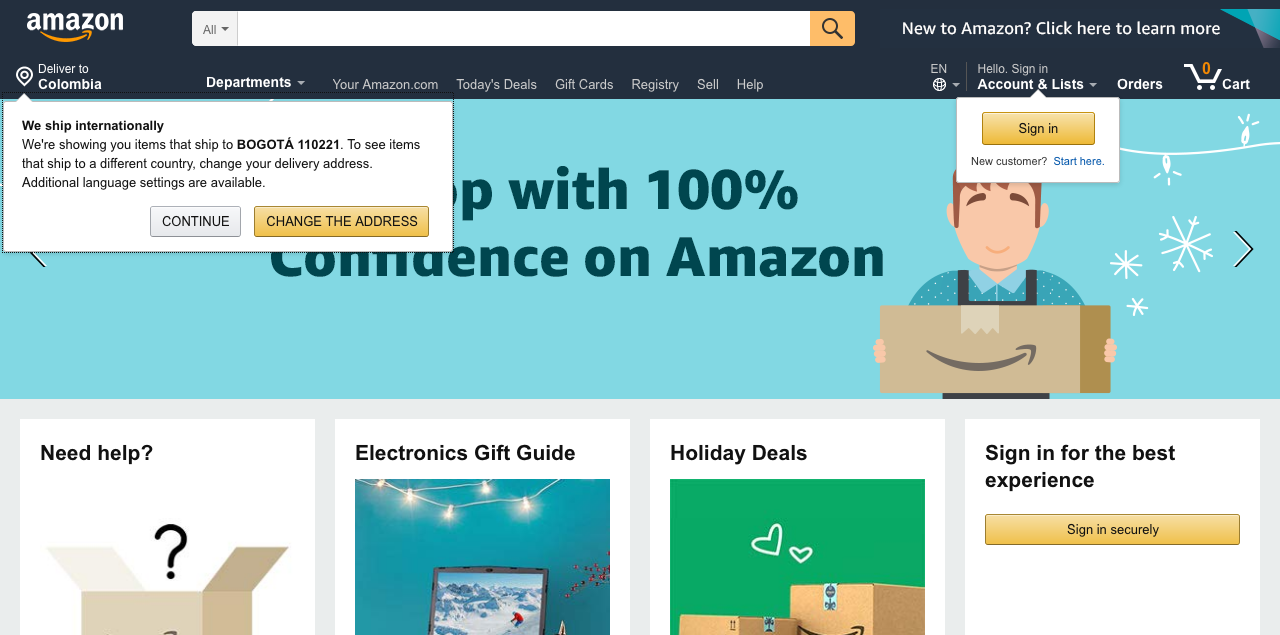 amazon
All
New to Amazon? Click here to learn more
Deliver to
Colombia
Departments
Your Amazon.com
Today's Deals
Gift Cards
Registry
Sell
Help
EN
Hello. Sign in
Account & Lists
Orders
0
Cart
We ship internationally
We're showing you items that ship to BOGOTÁ 110221. To see items
that ship to a different country, change your delivery address.
Additional language settings are available.
CONTINUE
CHANGE THE ADDRESS
Sign in
New customer? Start here.
with 100%
Confidence on Amazon
Need help?
?
Electronics Gift Guide
Holiday Deals
Sign in for the best
experience
Sign in securely